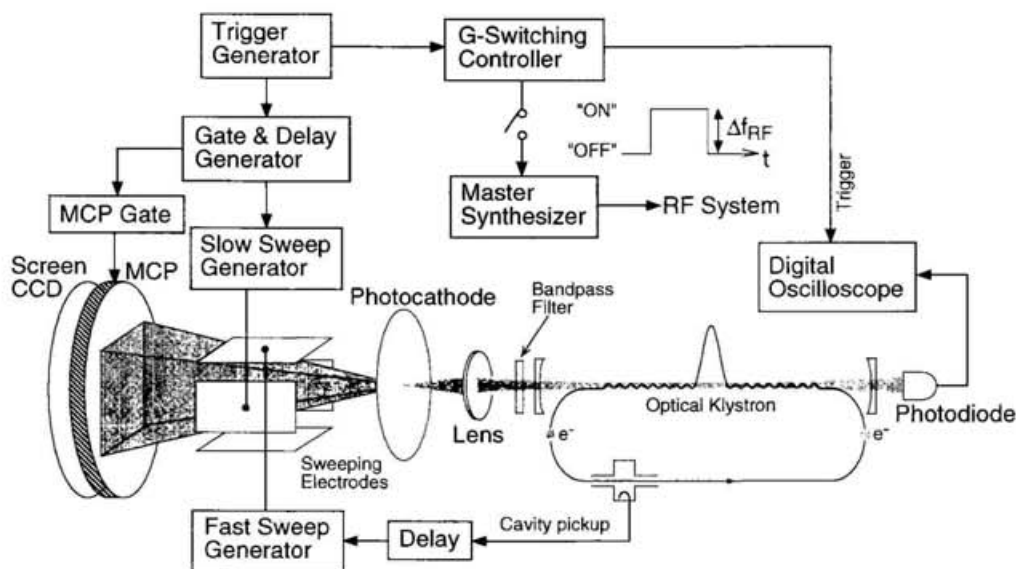 Trigger
Generator
G-Switching
Controller
"ON"
"OFF"
Δf_RF
t
Gate & Delay
Generator
MCP Gate
Master
Synthesizer
RF System
Trigger
Slow Sweep
Generator
Screen
CCD
MCP
Photocathode
Bandpass
Filter
Digital
Oscilloscope
Lens
Optical Klystron
Photodiode
e⁻
e⁻
Sweeping
Electrodes
Fast Sweep
Generator
Delay
Cavity pickup